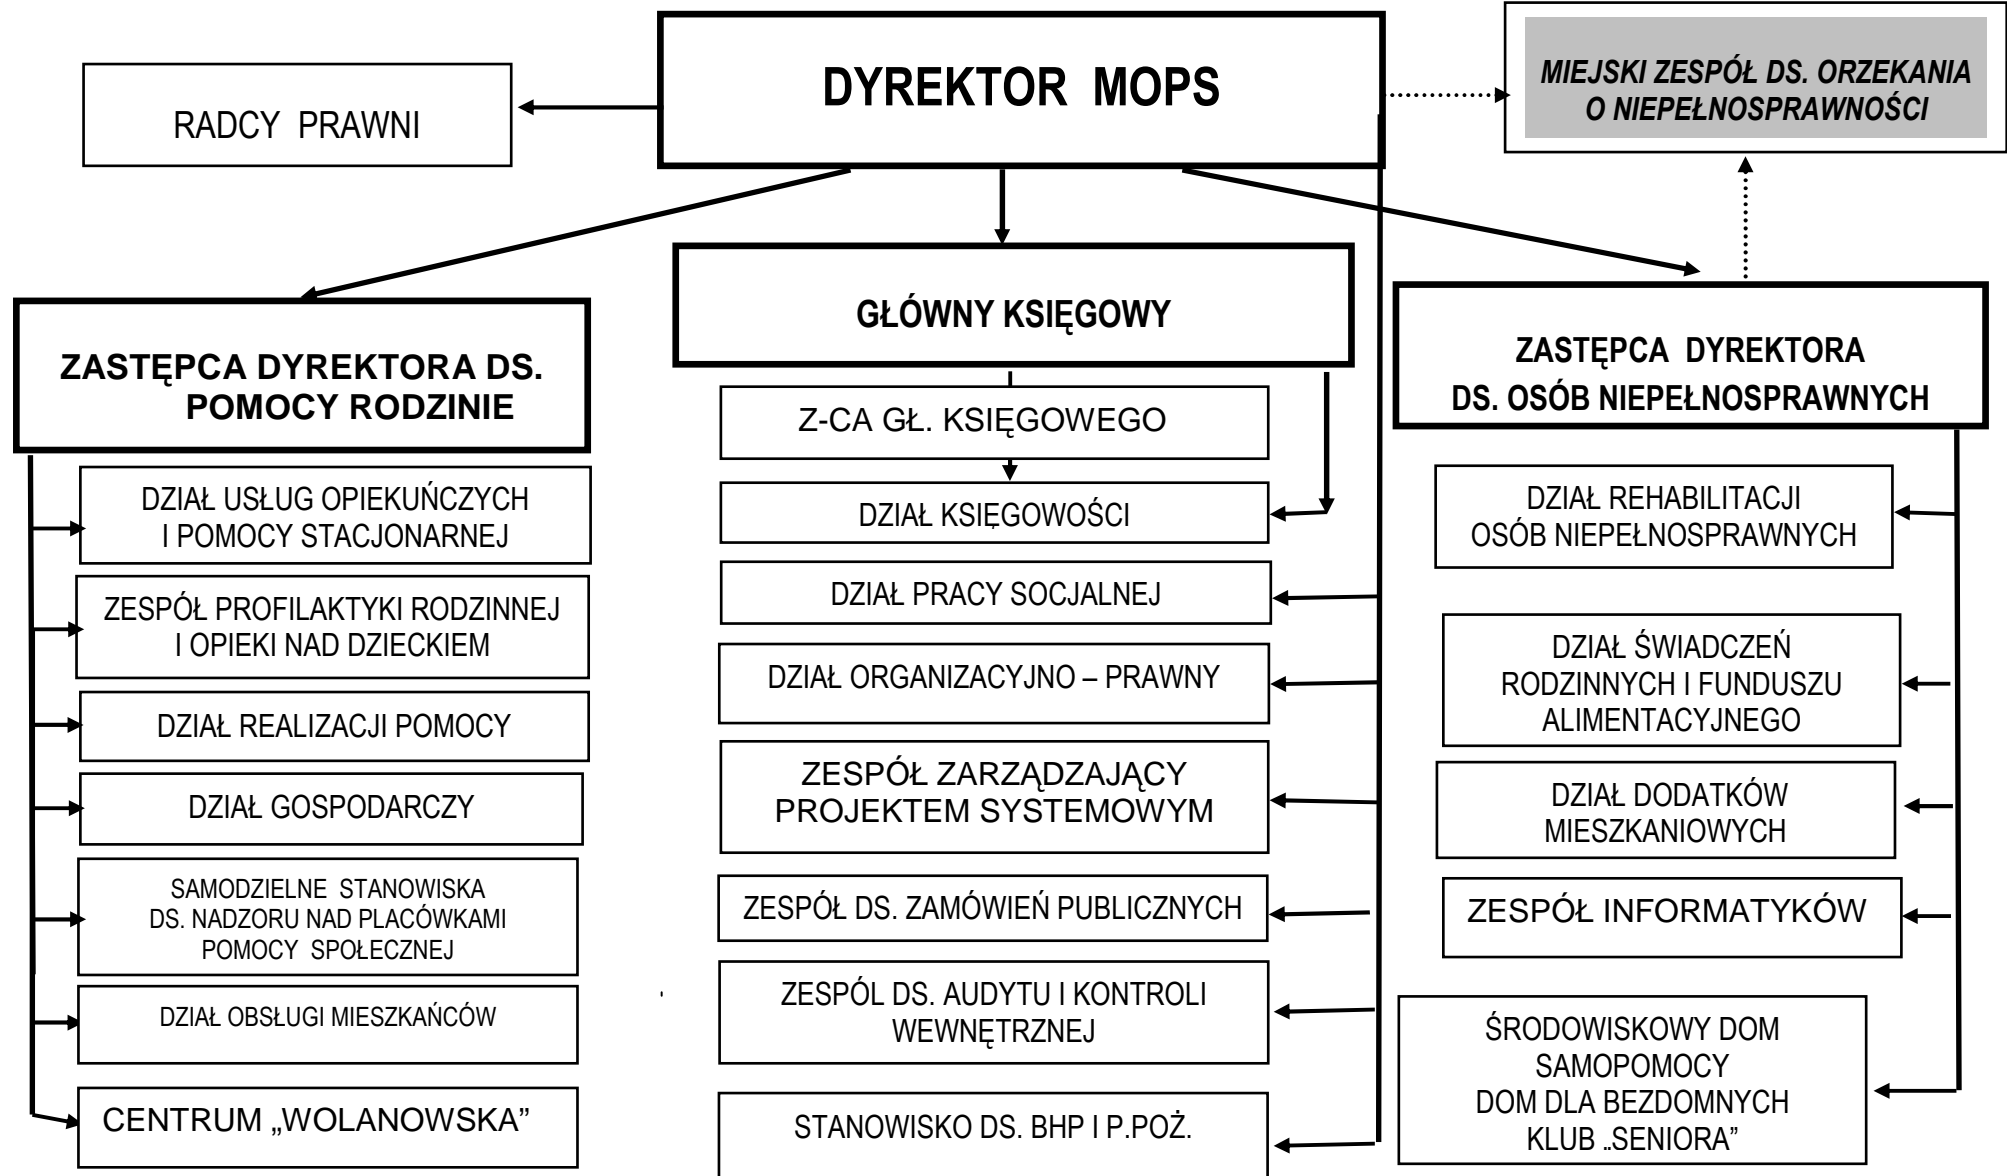 DYREKTOR MOPS
MIEJSKI ZESPÓŁ DS. ORZEKANIA
O NIEPEŁNOSPRAWNOŚCI
RADCY PRAWNI
ZASTĘPCA DYREKTORA DS.
POMOCY RODZINIE
DZIAŁ USŁUG OPIEKUŃCZYCH
I POMOCY STACJONARNEJ
ZESPÓŁ PROFILAKTYKI RODZINNEJ
I OPIEKI NAD DZIECKIEM
DZIAŁ REALIZACJI POMOCY
DZIAŁ GOSPODARCZY
SAMODZIELNE STANOWISKA
DS. NADZORU NAD PLACÓWKAMI
POMOCY SPOŁECZNEJ
DZIAŁ OBSŁUGI MIESZKAŃCÓW
CENTRUM „WOLANOWSKA”
GŁÓWNY KSIĘGOWY
Z-CA GŁ. KSIĘGOWEGO
DZIAŁ KSIĘGOWOŚCI
DZIAŁ PRACY SOCJALNEJ
DZIAŁ ORGANIZACYJNO – PRAWNY
ZESPÓŁ ZARZĄDZAJĄCY
PROJEKTEM SYSTEMOWYM
ZESPÓŁ DS. ZAMÓWIEŃ PUBLICZNYCH
ZESPÓL DS. AUDYTU I KONTROLI
WEWNĘTRZNEJ
STANOWISKO DS. BHP I P.POŻ.
ZASTĘPCA DYREKTORA
DS. OSÓB NIEPEŁNOSPRAWNYCH
DZIAŁ REHABILITACJI
OSÓB NIEPEŁNOSPRAWNYCH
DZIAŁ ŚWIADCZEŃ
RODZINNYCH I FUNDUSZU
ALIMENTACYJNEGO
DZIAŁ DODATKÓW
MIESZKANIOWYCH
ZESPÓŁ INFORMATYKÓW
ŚRODOWISKOWY DOM
SAMOPOMOCY
DOM DLA BEZDOMNYCH
KLUB „SENIORA”